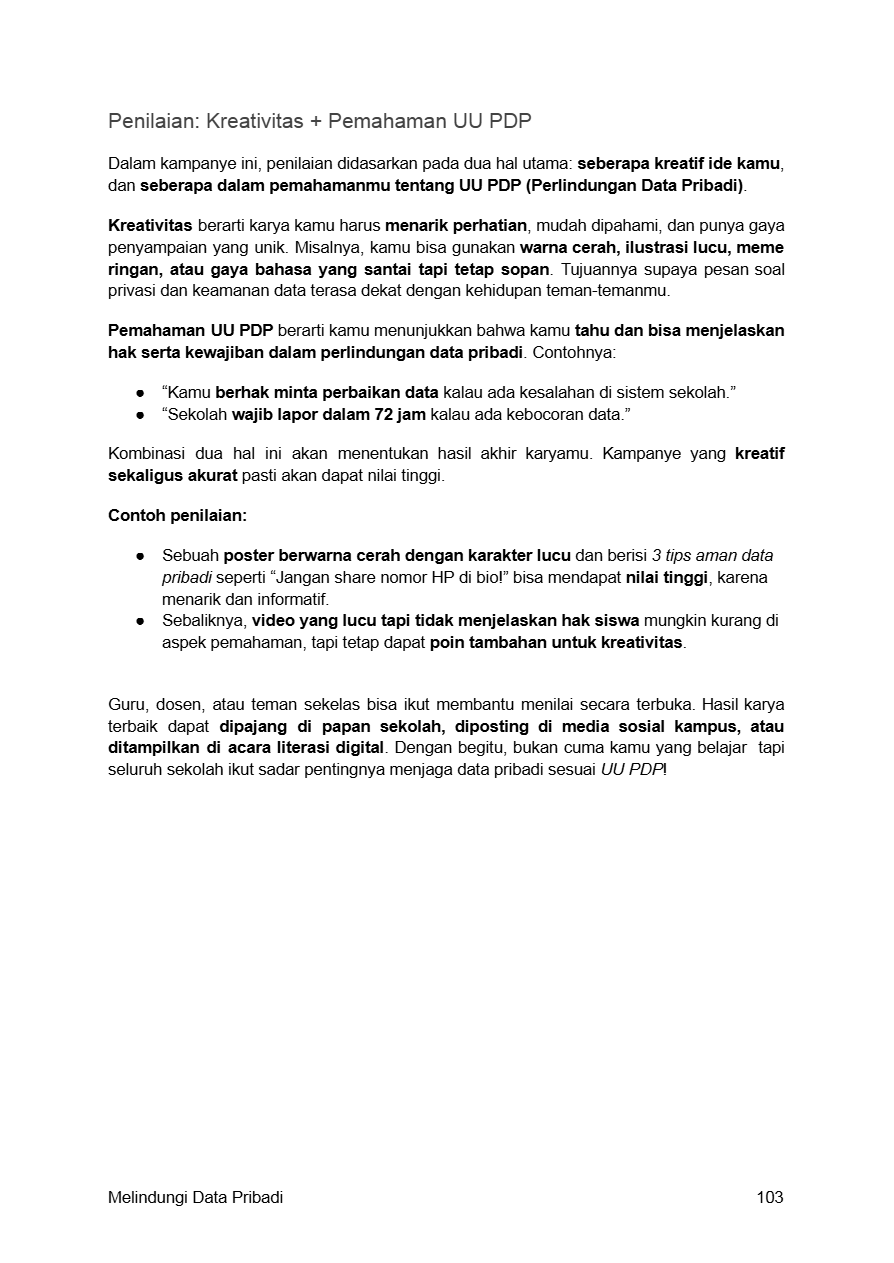 Penilaian: Kreativitas + Pemahaman UU PDP
Dalam kampanye ini, penilaian didasarkan pada dua hal utama: seberapa kreatif ide kamu,
dan seberapa dalam pemahamanmu tentang UU PDP (Perlindungan Data Pribadi).
Kreativitas berarti karya kamu harus menarik perhatian, mudah dipahami, dan punya gaya
penyampaian yang unik. Misalnya, kamu bisa gunakan warna cerah, ilustrasi lucu, meme
ringan, atau gaya bahasa yang santai tapi tetap sopan. Tujuannya supaya pesan soal
privasi dan keamanan data terasa dekat dengan kehidupan teman-temanmu.
Pemahaman UU PDP berarti kamu menunjukkan bahwa kamu tahu dan bisa menjelaskan
hak serta kewajiban dalam perlindungan data pribadi. Contohnya:
● “Kamu berhak minta perbaikan data kalau ada kesalahan di sistem sekolah.”
● “Sekolah wajib lapor dalam 72 jam kalau ada kebocoran data.”
Kombinasi dua hal ini akan menentukan hasil akhir karyamu. Kampanye yang kreatif
sekaligus akurat pasti akan dapat nilai tinggi.
Contoh penilaian:
● Sebuah poster berwarna cerah dengan karakter lucu dan berisi 3 tips aman data
pribadi seperti “Jangan share nomor HP di bio!” bisa mendapat nilai tinggi, karena
menarik dan informatif.
● Sebaliknya, video yang lucu tapi tidak menjelaskan hak siswa mungkin kurang di
aspek pemahaman, tapi tetap dapat poin tambahan untuk kreativitas.
Guru, dosen, atau teman sekelas bisa ikut membantu menilai secara terbuka. Hasil karya
terbaik dapat dipajang di papan sekolah, diposting di media sosial kampus, atau
ditampilkan di acara literasi digital. Dengan begitu, bukan cuma kamu yang belajar  tapi
seluruh sekolah ikut sadar pentingnya menjaga data pribadi sesuai UU PDP!
Melindungi Data Pribadi 103